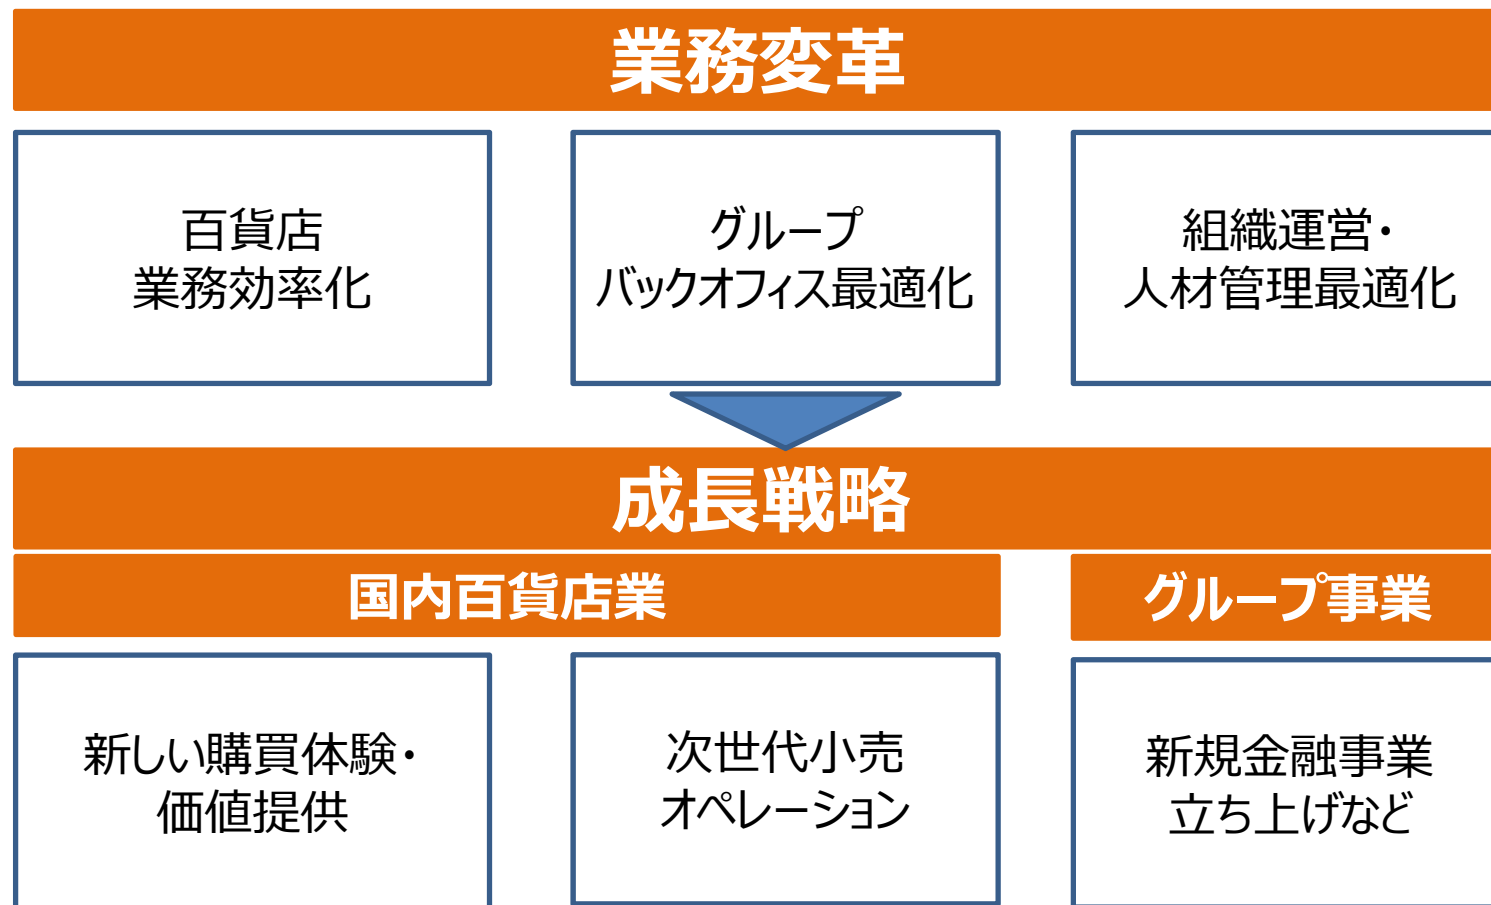 業務変革
百貨店
業務効率化
グループ
バックオフィス最適化
組織運営・
人材管理最適化
成長戦略
国内百貨店業
グループ事業
新しい購買体験・
価値提供
次世代小売
オペレーション
新規金融事業
立ち上げなど